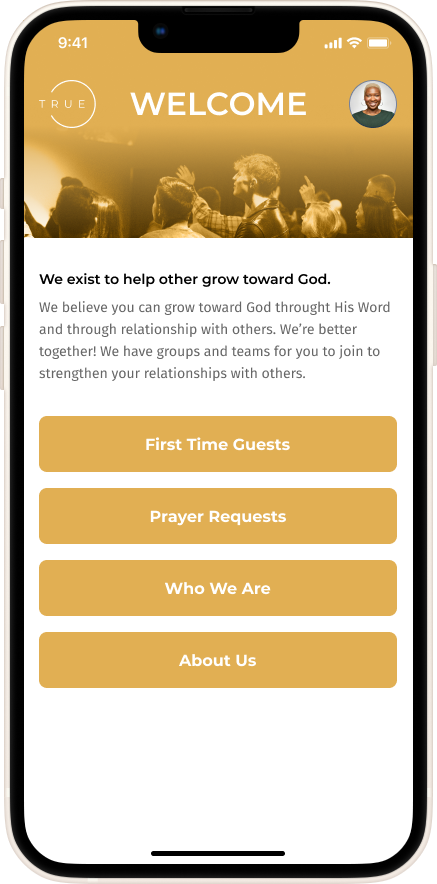 9:41
TRUE
WELCOME
We exist to help other grow toward God.
We believe you can grow toward God throught His Word
and through relationship with others. We’re better
together! We have groups and teams for you to join to
strengthen your relationships with others.
First Time Guests
Prayer Requests
Who We Are
About Us